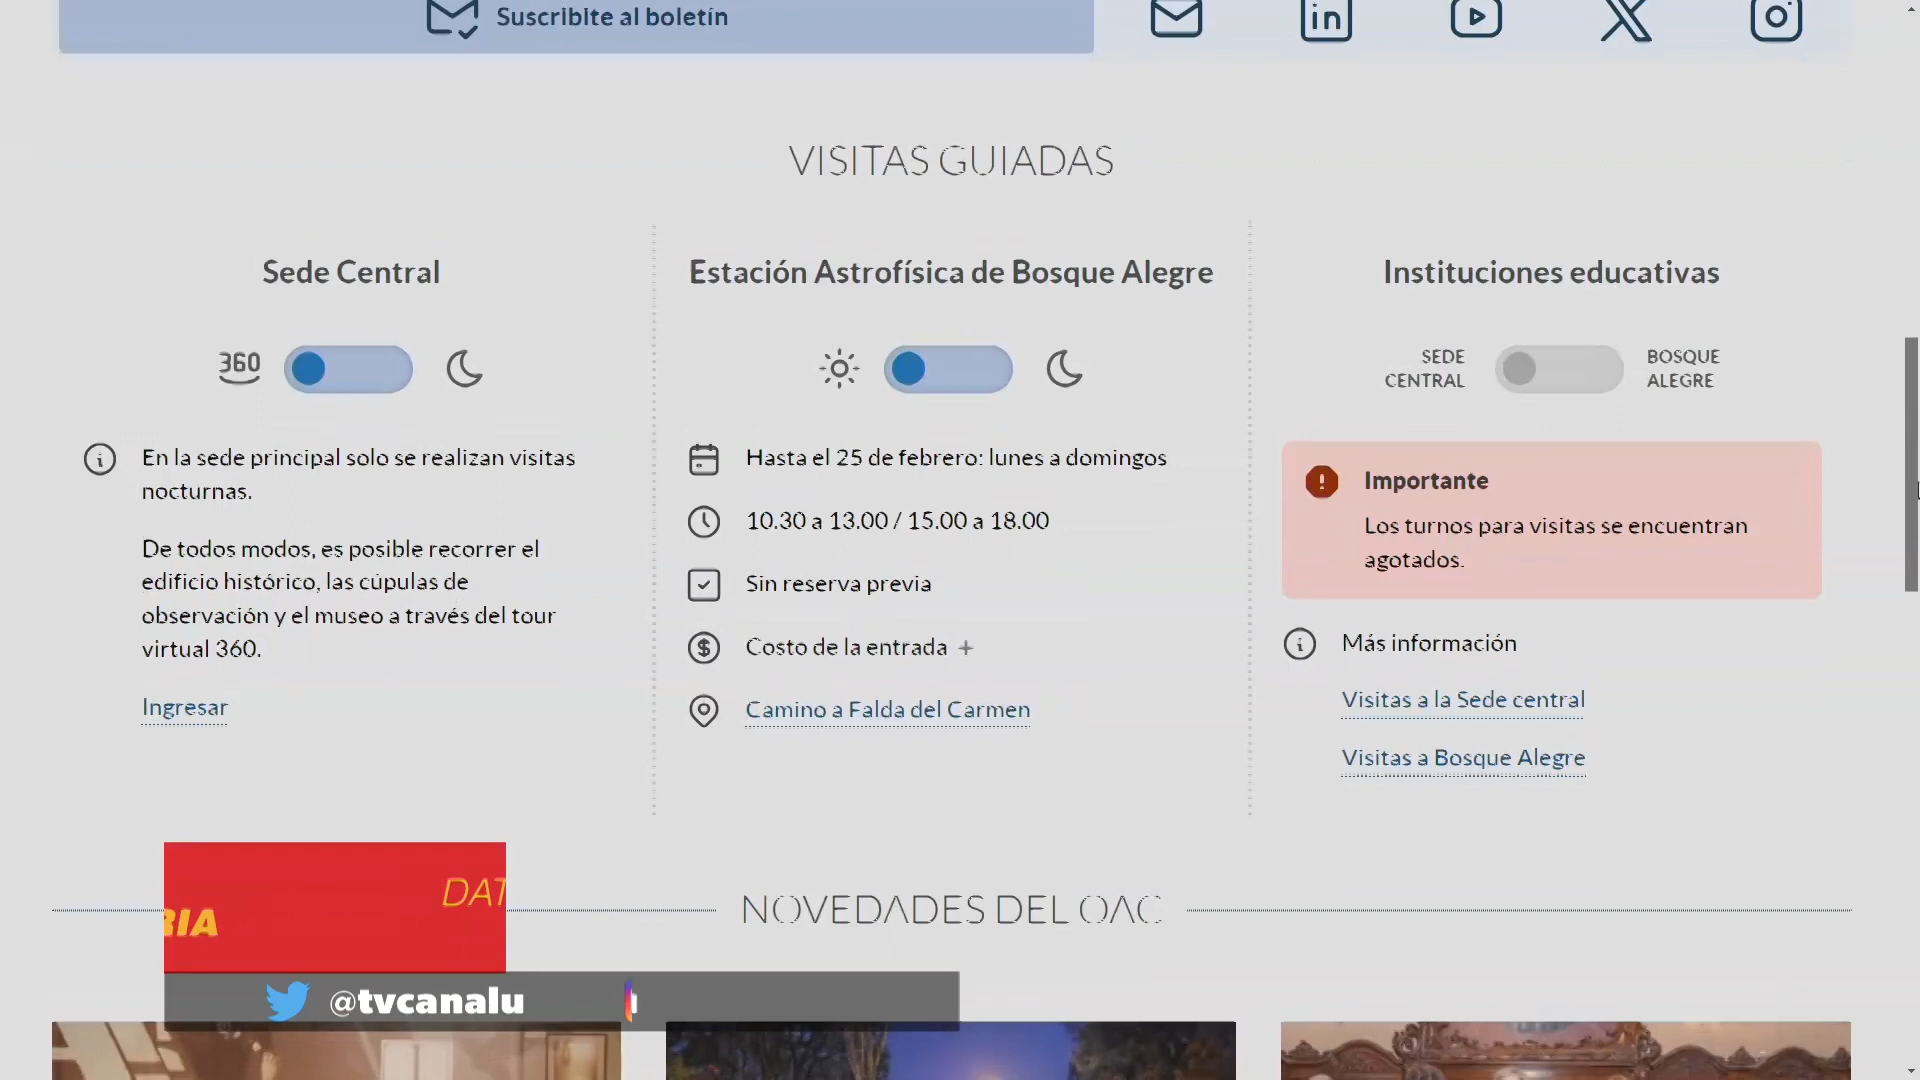 Suscribite al boletín
VISITAS GUIADAS
Sede Central
360
En la sede principal solo se realizan visitas
nocturnas.
De todos modos, es posible recorrer el
edificio histórico, las cúpulas de
observación y el museo a través del tour
virtual 360.
Ingresar
Estación Astrofísica de Bosque Alegre
Hasta el 25 de febrero: lunes a domingos
10.30 a 13.00 / 15.00 a 18.00
Sin reserva previa
Costo de la entrada +
Camino a Falda del Carmen
Instituciones educativas
SEDE
CENTRAL
BOSQUE
ALEGRE
Importante
Los turnos para visitas se encuentran
agotados.
Más información
Visitas a la Sede central
Visitas a Bosque Alegre
NOVEDADES DEL OAC
DAT
RIA
@tvcanalu